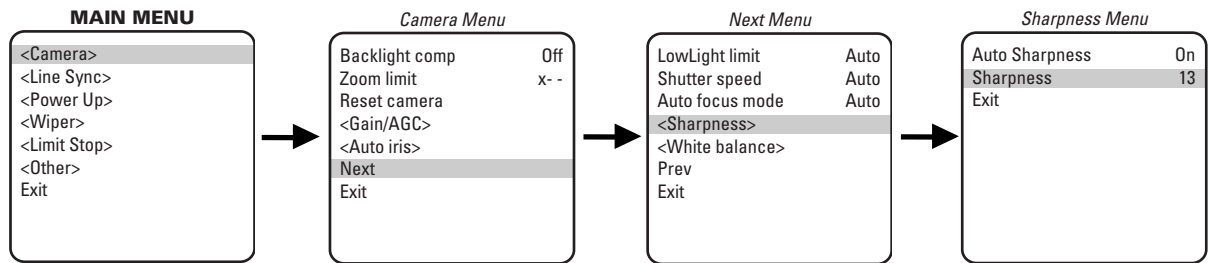 MAIN MENU
<Camera>
<Line Sync>
<Power Up>
<Wiper>
<Limit Stop>
<Other>
Exit
Camera Menu
Backlight comp Off
Zoom limit x- -
Reset camera
<Gain/AGC>
<Auto iris>
Next
Exit
Next Menu
LowLight limit Auto
Shutter speed Auto
Auto focus mode Auto
<Sharpness>
<White balance>
Prev
Exit
Sharpness Menu
Auto Sharpness On
Sharpness 13
Exit